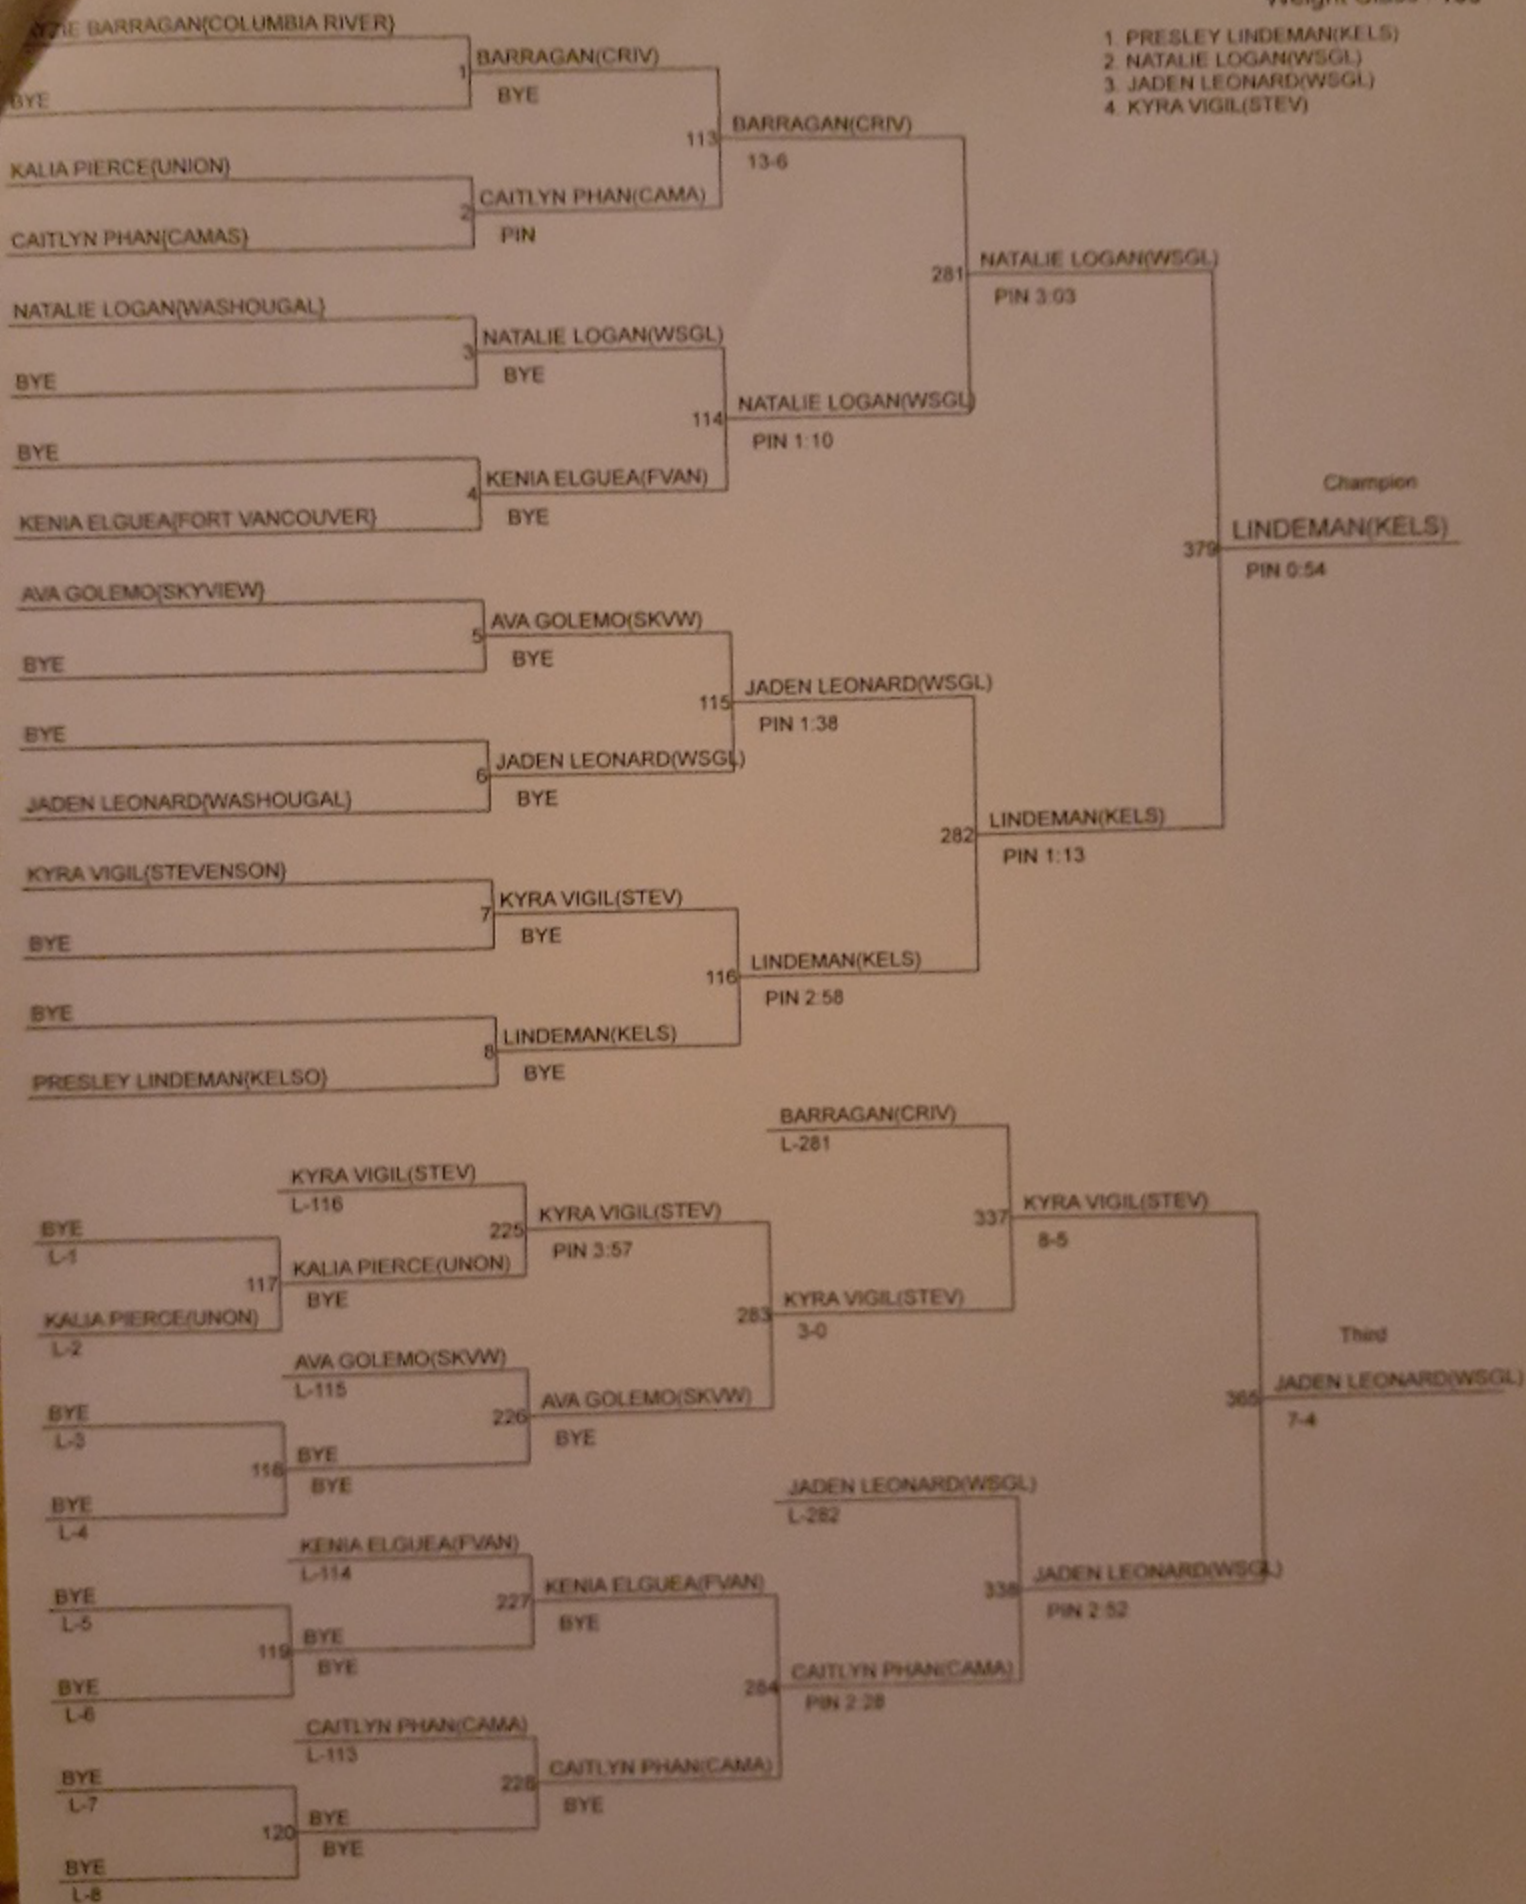 BARRAGAN{COLUMBIA RIVER}
1 BARRAGAN(CRIV)
BYE
BYE
113 BARRAGAN(CRIV)
13-6
KALIA PIERCE{UNION}
2 CAITLYN PHAN(CAMA)
PIN
CAITLYN PHAN{CAMAS}
281 NATALIE LOGAN(WSGL)
PIN 3:03
NATALIE LOGAN{WASHOUGAL}
3 NATALIE LOGAN(WSGL)
BYE
BYE
114 NATALIE LOGAN(WSGL)
PIN 1:10
BYE
4 KENIA ELGUEA(FVAN)
BYE
KENIA ELGUEA{FORT VANCOUVER}
1. PRESLEY LINDEMAN(KELS)
2. NATALIE LOGAN(WSGL)
3. JADEN LEONARD(WSGL)
4. KYRA VIGIL(STEV)
Champion
379 LINDEMAN(KELS)
PIN 0:54
AVA GOLEMO{SKYVIEW}
5 AVA GOLEMO(SKVW)
BYE
BYE
115 JADEN LEONARD(WSGL)
PIN 1:38
BYE
6 JADEN LEONARD(WSGL)
BYE
JADEN LEONARD{WASHOUGAL}
282 LINDEMAN(KELS)
PIN 1:13
KYRA VIGIL{STEVENSON}
7 KYRA VIGIL(STEV)
BYE
BYE
116 LINDEMAN(KELS)
PIN 2:58
BYE
8 LINDEMAN(KELS)
BYE
PRESLEY LINDEMAN{KELSO}
BARRAGAN(CRIV)
L-281
KYRA VIGIL(STEV)
L-116
225 KYRA VIGIL(STEV)
PIN 3:57
337 KYRA VIGIL(STEV)
8-5
BYE
L-1
117 KALIA PIERCE(UNON)
BYE
KALIA PIERCE(UNON)
L-2
283 KYRA VIGIL(STEV)
3-0
AVA GOLEMO(SKVW)
L-115
226 AVA GOLEMO(SKVW)
BYE
BYE
L-3
118 BYE
BYE
BYE
L-4
Third
365 JADEN LEONARD(WSGL)
7-4
JADEN LEONARD(WSGL)
L-282
KENIA ELGUEA(FVAN)
L-114
227 KENIA ELGUEA(FVAN)
BYE
338 JADEN LEONARD(WSGL)
PIN 2:52
BYE
L-5
119 BYE
BYE
BYE
L-6
284 CAITLYN PHAN(CAMA)
PIN 2:28
CAITLYN PHAN(CAMA)
L-113
228 CAITLYN PHAN(CAMA)
BYE
BYE
L-7
120 BYE
BYE
BYE
L-8